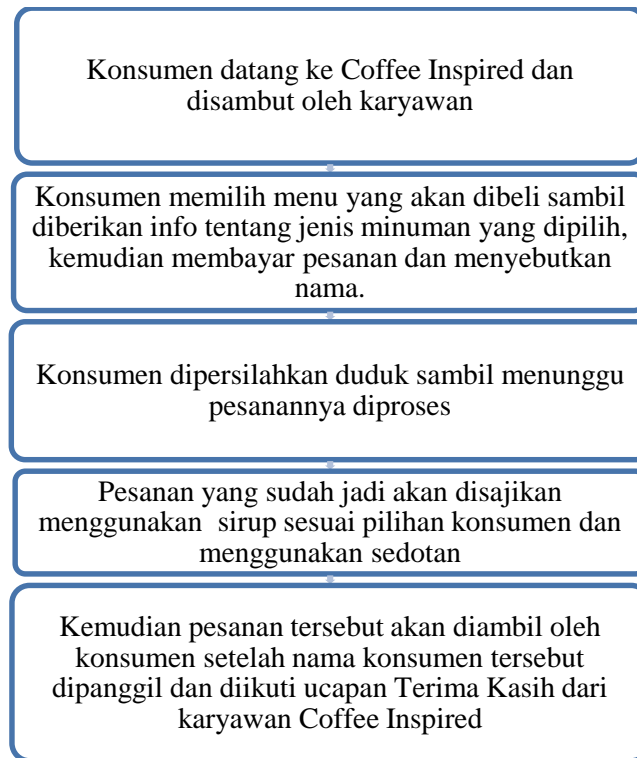 Konsumen datang ke Coffee Inspired dan
disambut oleh karyawan
Konsumen memilih menu yang akan dibeli sambil
diberikan info tentang jenis minuman yang dipilih,
kemudian membayar pesanan dan menyebutkan
nama.
Konsumen dipersilahkan duduk sambil menunggu
pesanannya diproses
Pesanan yang sudah jadi akan disajikan
menggunakan  sirup sesuai pilihan konsumen dan
menggunakan sedotan
Kemudian pesanan tersebut akan diambil oleh
konsumen setelah nama konsumen tersebut
dipanggil dan diikuti ucapan Terima Kasih dari
karyawan Coffee Inspired